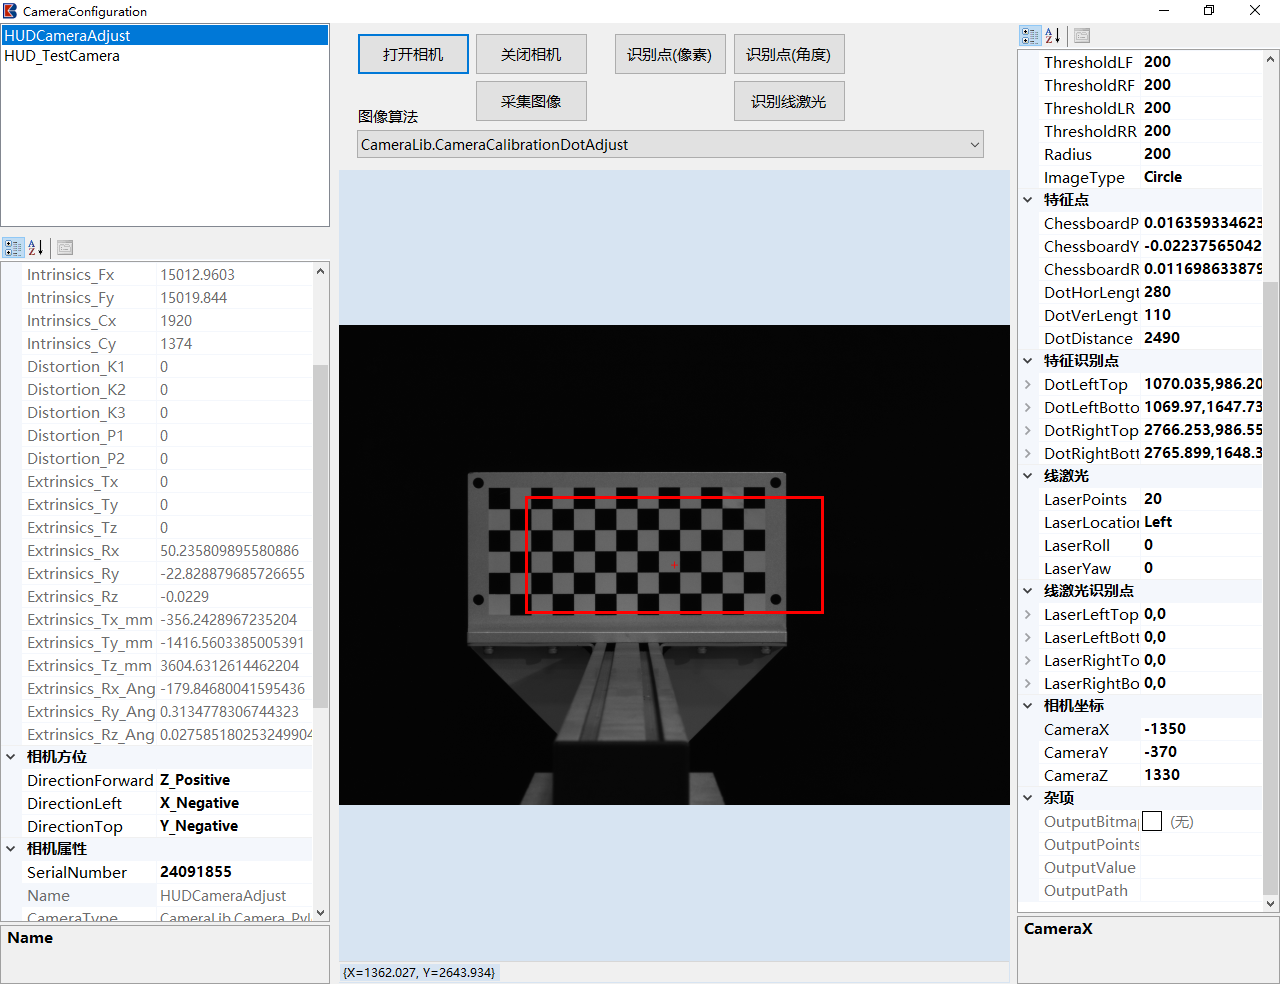 CameraConfiguration
HUDCameraAdjust
HUD_TestCamera
Intrinsics_Fx 15012.9603
Intrinsics_Fy 15019.844
Intrinsics_Cx 1920
Intrinsics_Cy 1374
Distortion_K1 0
Distortion_K2 0
Distortion_K3 0
Distortion_P1 0
Distortion_P2 0
Extrinsics_Tx 0
Extrinsics_Ty 0
Extrinsics_Tz 0
Extrinsics_Rx 50.235809895580886
Extrinsics_Ry -22.828879685726655
Extrinsics_Rz -0.0229
Extrinsics_Tx_mm -356.2428967235204
Extrinsics_Ty_mm -1416.5603385005391
Extrinsics_Tz_mm 3604.6312614462204
Extrinsics_Rx_Ang -179.84680041595436
Extrinsics_Ry_Ang 0.3134778306744323
Extrinsics_Rz_Ang 0.027585180253249904
相机方位
DirectionForward Z_Positive
DirectionLeft X_Negative
DirectionTop Y_Negative
相机属性
SerialNumber 24091855
Name HUDCameraAdjust
CameraType CameraLib.Camera_Pyl
Name
打开相机 关闭相机 识别点(像素) 识别点(角度)
采集图像 识别线激光
图像算法
CameraLib.CameraCalibrationDotAdjust
{X=1362.027, Y=2643.934}
ThresholdLF 200
ThresholdRF 200
ThresholdLR 200
ThresholdRR 200
Radius 200
ImageType Circle
特征点
ChessboardP 0.016359334623
ChessboardY -0.02237565042
ChessboardR 0.011698633879
DotHorLengt 280
DotVerLengt 110
DotDistance 2490
特征识别点
DotLeftTop 1070.035,986.20
DotLeftBotto 1069.97,1647.73
DotRightTop 2766.253,986.55
DotRightBott 2765.899,1648.3
线激光
LaserPoints 20
LaserLocation Left
LaserRoll 0
LaserYaw 0
线激光识别点
LaserLeftTop 0,0
LaserLeftBott 0,0
LaserRightTo 0,0
LaserRightBo 0,0
相机坐标
CameraX -1350
CameraY -370
CameraZ 1330
杂项
OutputBitma (无)
OutputPoints
OutputValue
OutputPath
CameraX